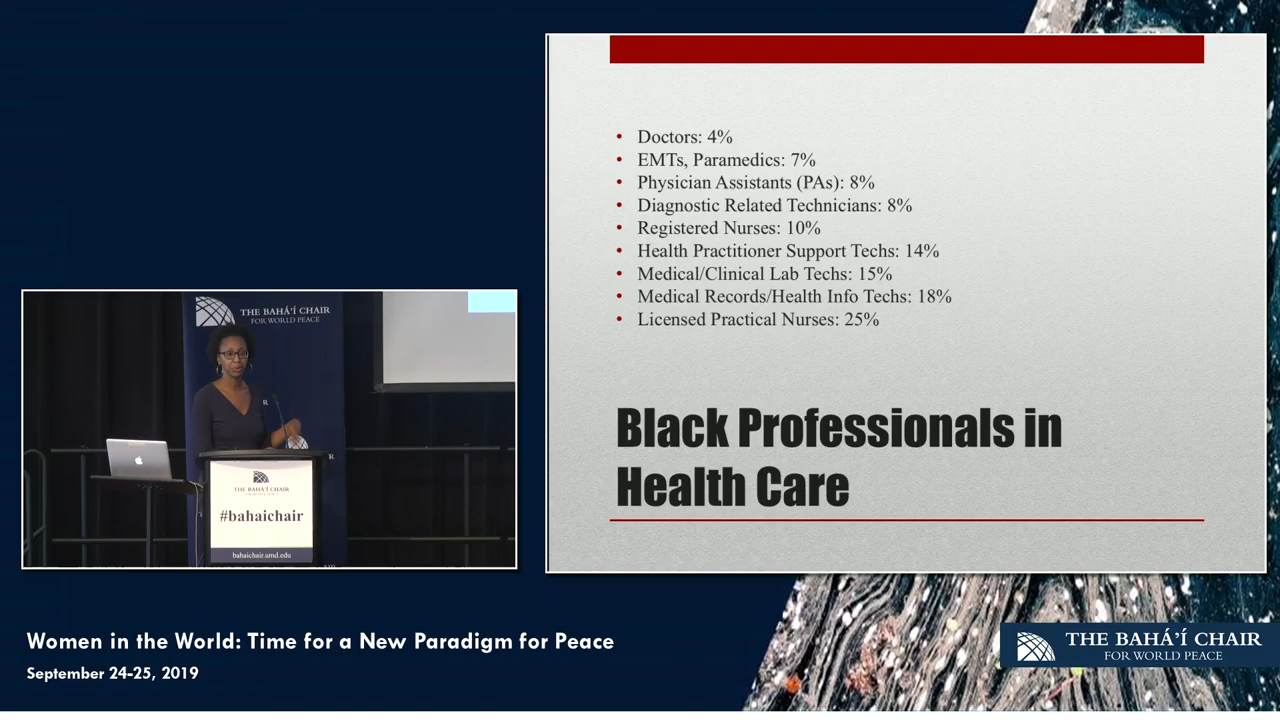 Doctors: 4%
EMTs, Paramedics: 7%
Physician Assistants (PAs): 8%
Diagnostic Related Technicians: 8%
Registered Nurses: 10%
Health Practitioner Support Techs: 14%
Medical/Clinical Lab Techs: 15%
Medical Records/Health Info Techs: 18%
Licensed Practical Nurses: 25%
Black Professionals in
Health Care
THE BAHÁ'Í CHAIR
FOR WORLD PEACE
THE BAHÁ'Í CHAIR
FOR WORLD PEACE
#bahaichair
bahaichair.umd.edu
Women in the World: Time for a New Paradigm for Peace
September 24-25, 2019
THE BAHÁ'Í CHAIR
FOR WORLD PEACE